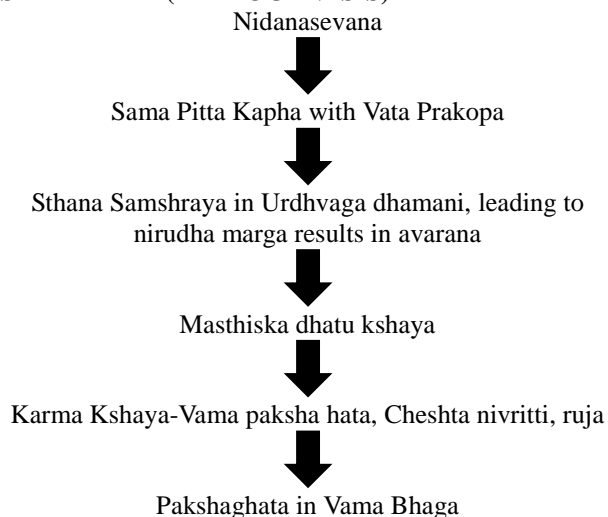 Nidanasevana
Sama Pitta Kapha with Vata Prakopa
Sthana Samshraya in Urdhvaga dhamani, leading to
nirudha marga results in avarana
Masthiska dhatu kshaya
Karma Kshaya-Vama paksha hata, Cheshta nivritti, ruja
Pakshaghata in Vama Bhaga